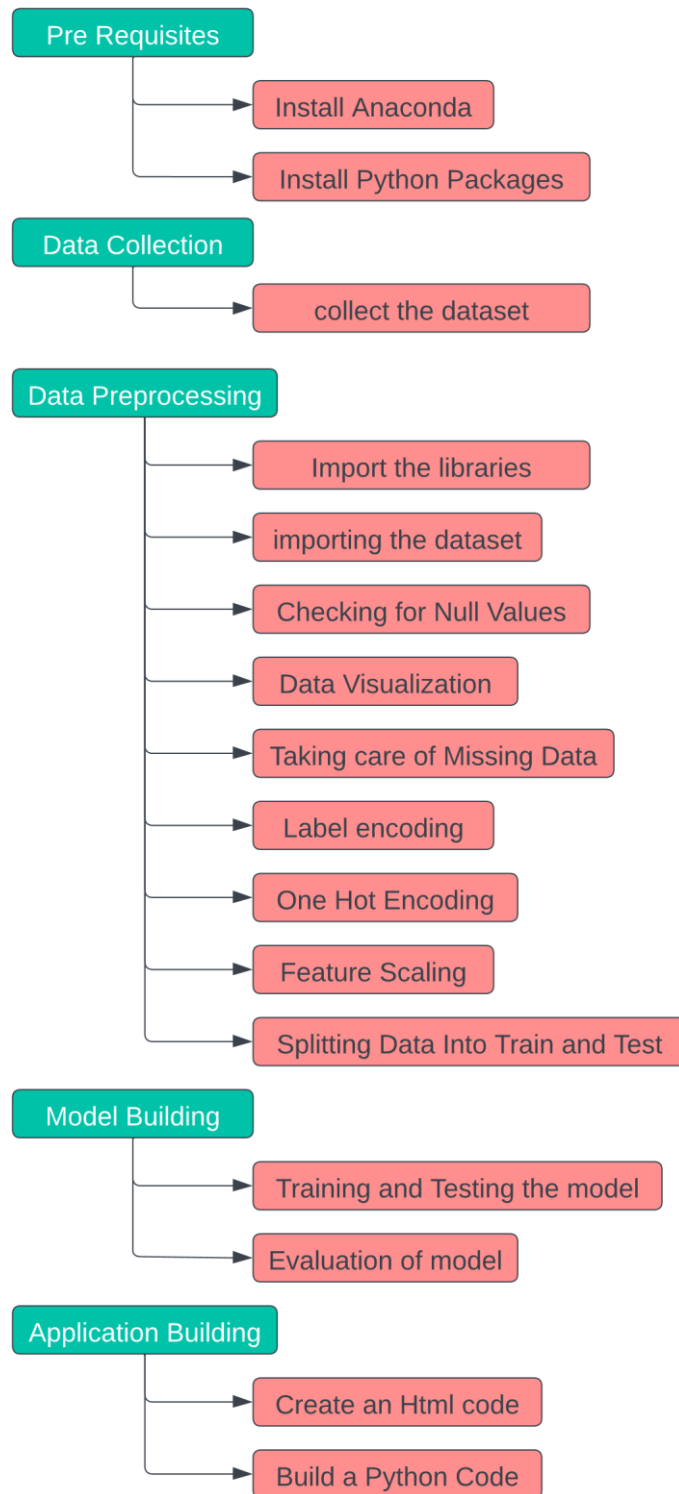 Pre Requisites
Install Anaconda
Install Python Packages
Data Collection
collect the dataset
Data Preprocessing
Import the libraries
importing the dataset
Checking for Null Values
Data Visualization
Taking care of Missing Data
Label encoding
One Hot Encoding
Feature Scaling
Splitting Data Into Train and Test
Model Building
Training and Testing the model
Evaluation of model
Application Building
Create an Html code
Build a Python Code